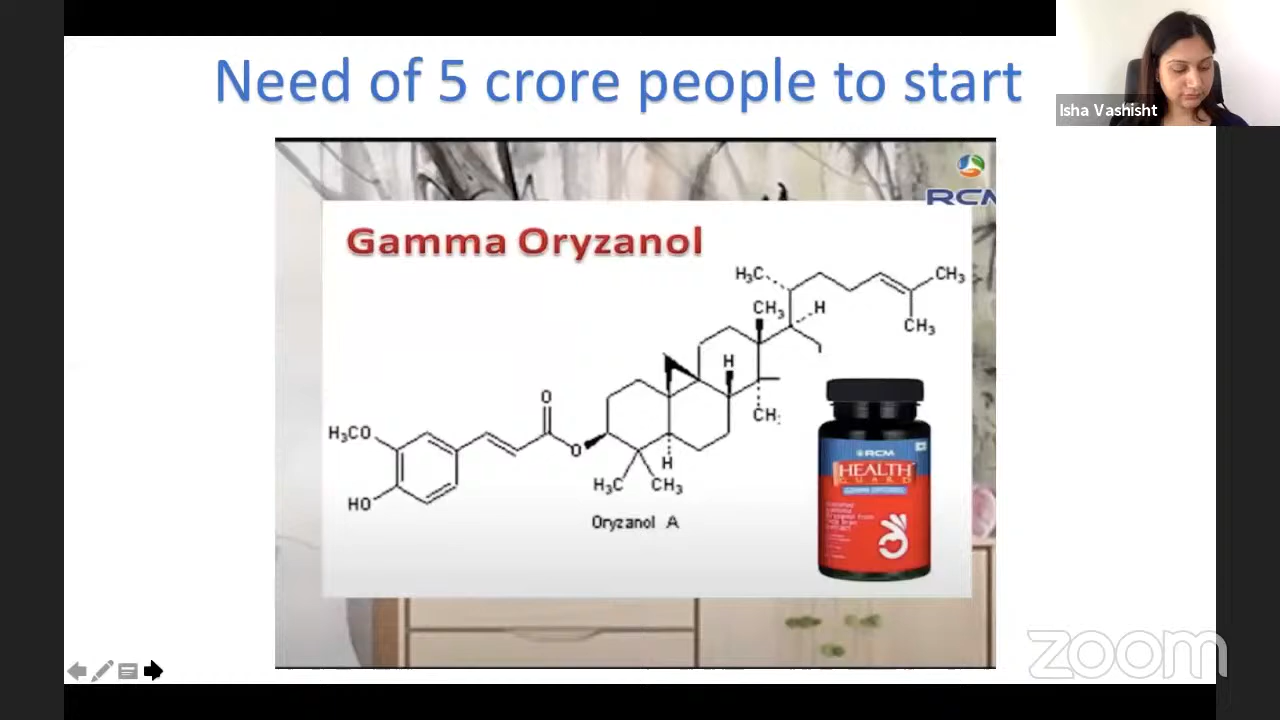 Need of 5 crore people to start
Isha Vashisht
RCM
Gamma Oryzanol
H₃C
CH₃
CH₃
H
CH₃
H
O
CH
H₃CO
O
H
H₃C
CH₃
HO
Oryzanol A
RCM
HEALTH
GUARD
zoom